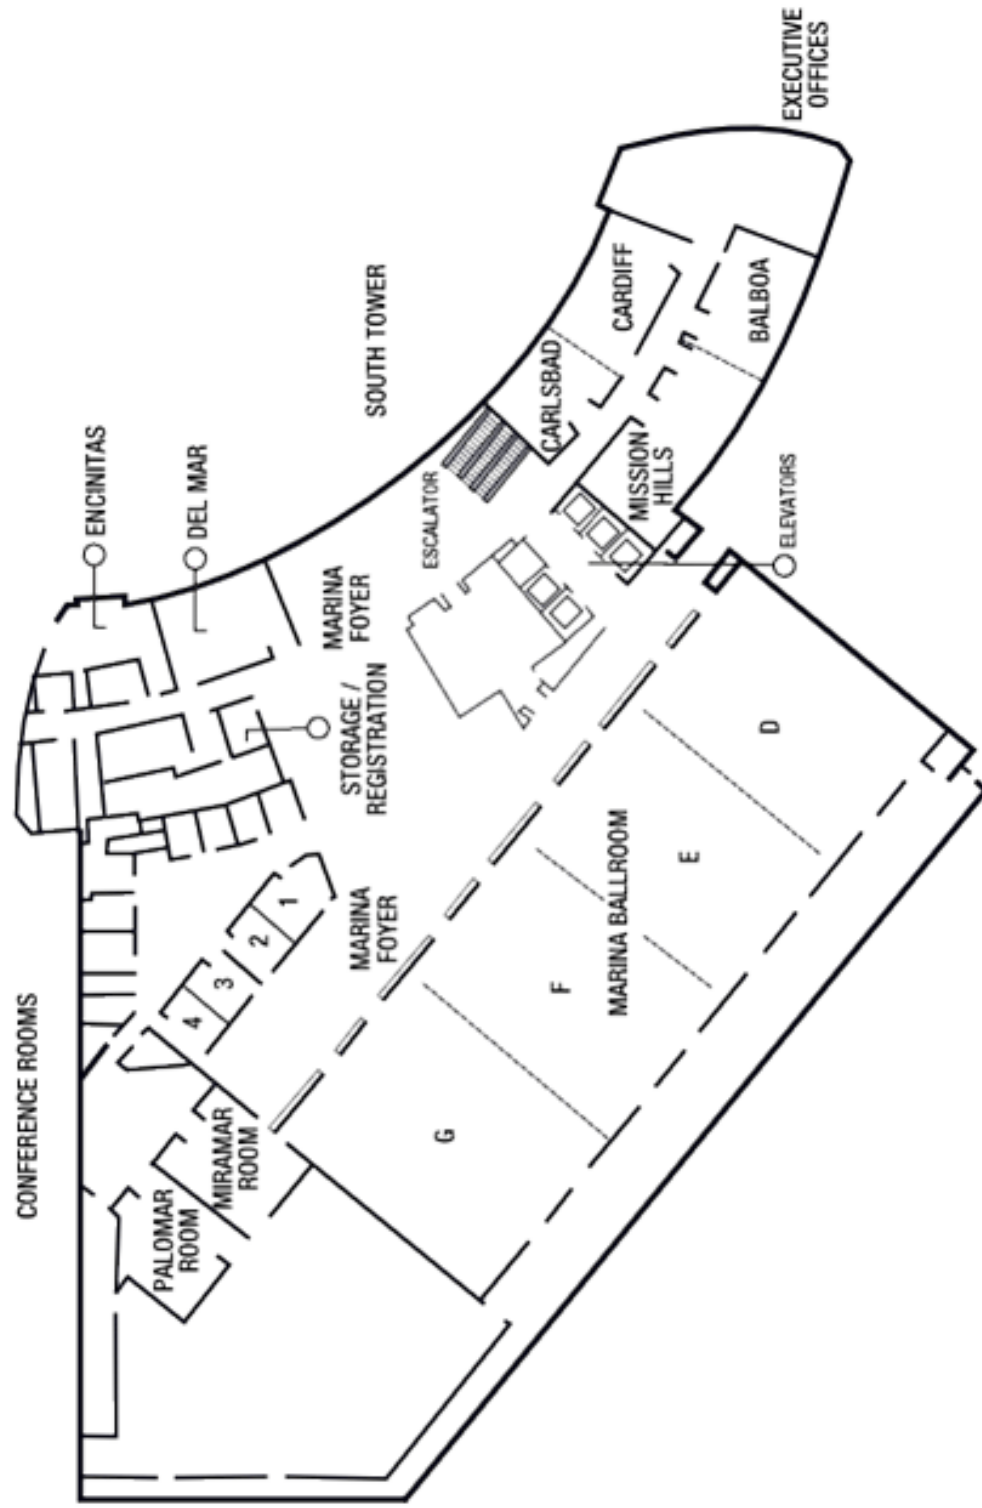 CONFERENCE ROOMS
PALOMAR
ROOM
MIRAMAR
ROOM
4
3
2
1
MARINA
FOYER
STORAGE /
REGISTRATION
MARINA
FOYER
ENCINITAS
DEL MAR
SOUTH TOWER
ESCALATOR
CARLSBAD
CARDIFF
EXECUTIVE
OFFICES
BALBOA
MISSION
HILLS
ELEVATORS
G
F
MARINA BALLROOM
E
D